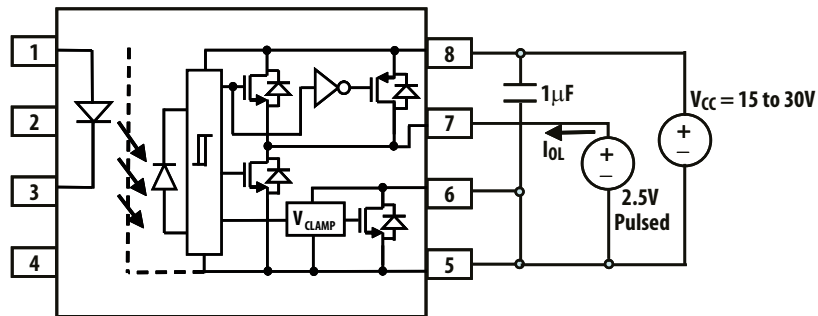 1
2
3
4
8
7
6
5
V_CLAMP
1μF
I_OL
V_CC = 15 to 30V
+
−
+
−
2.5V
Pulsed